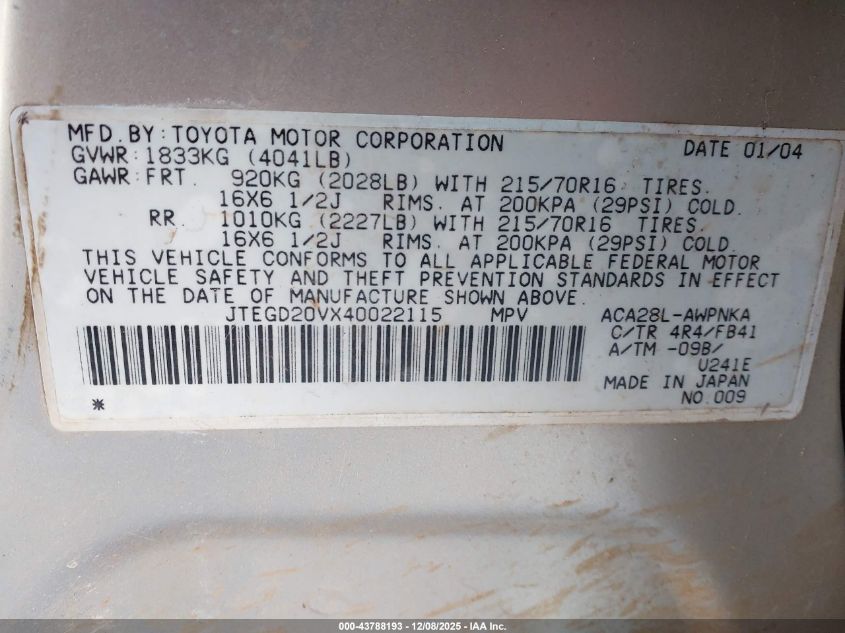 MFD.BY:TOYOTA MOTOR CORPORATION DATE 01/04
GVWR:1833KG (4041LB)
GAWR:FRT. 920KG (2028LB) WITH 215/70R16 TIRES.
16X6 1/2J RIMS. AT 200KPA (29PSI) COLD.
RR. 1010KG (2227LB) WITH 215/70R16 TIRES.
16X6 1/2J RIMS. AT 200KPA (29PSI) COLD.
THIS VEHICLE CONFORMS TO ALL APPLICABLE FEDERAL MOTOR
VEHICLE SAFETY AND THEFT PREVENTION STANDARDS IN EFFECT
ON THE DATE OF MANUFACTURE SHOWN ABOVE.
JTEGD20VX40022115 MPV ACA28L-AWPNKA
C/TR 4R4/FB41
A/TM -09B/
U241E
MADE IN JAPAN
* NO.009
000-43788193 - 12/08/2025 - IAA Inc.